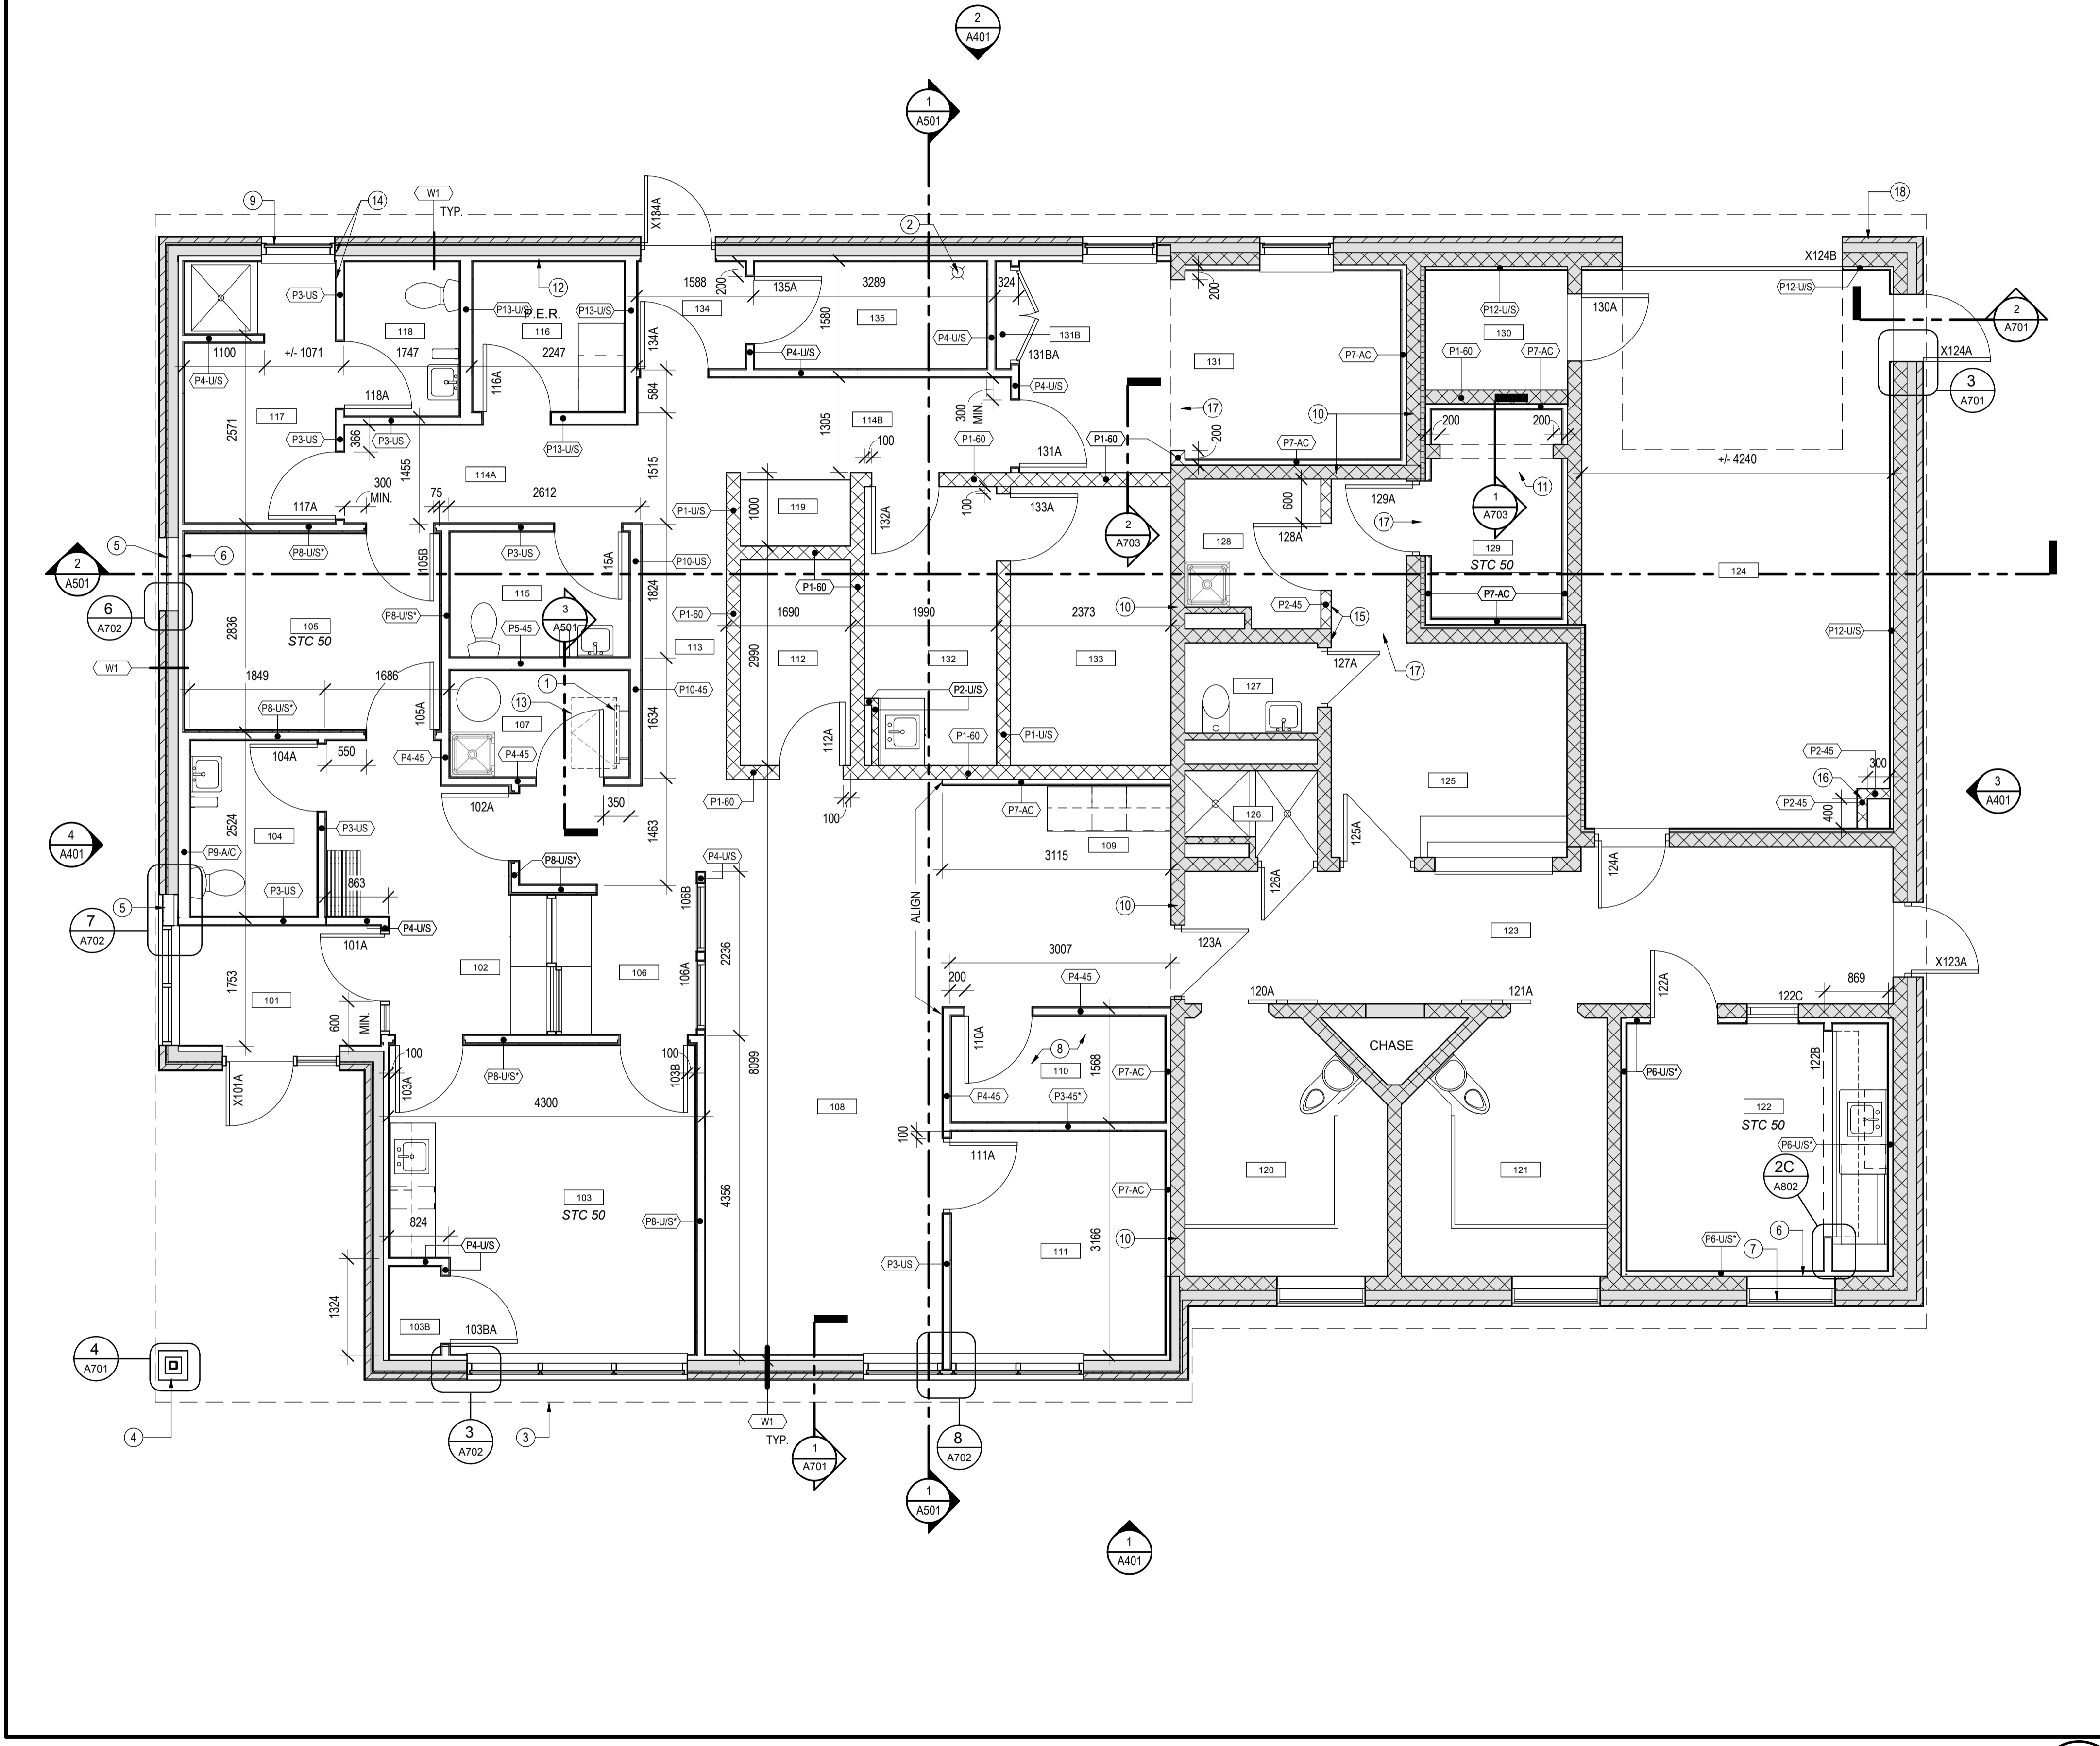 2
A401
1
A501
9
14
W1
TYP.
X134A
2
18
X124B
P12-U/S
2
A701
X124A
3
A701
P3-US
P13-U/S
P.E.R.
12
P13-U/S
118
116
1747
2247
1100
+/- 1071
P4-U/S
1588
200
135A
3289
324
134
134A
135
1580
P4-U/S
P4-U/S
131B
131BA
P4-U/S
584
300
MIN.
200
131
P7-AC
17
10
200
P7-AC
P12-U/S
130
P1-60
P7-AC
130A
200
200
+/- 4240
117
118A
116A
2571
P3-US
366
P3-US
P13-U/S
1455
114A
114B
1305
1515
100
P1-60
P1-60
131A
117A
300
MIN.
75
2612
P1-U/S
1000
119
132A
100
133A
2
A703
600
128A
129A
17
11
1
A703
5
6
P8-U/S*
105B
P3-US
P10-US
115A
128
129
STC 50
2
A501
124
6
A702
P1-60
P7-AC
2836
105
STC 50
P8-U/S*
115
3
A501
P5-45
1824
P1-60
1690
1990
2373
10
P2-45
15
P12-U/S
W1
113
112
2990
132
133
17
127A
127
1849
1686
1
13
107
P10-45
P2-U/S
P8-U/S*
105A
1634
104A
550
P4-45
P4-45
112A
P1-60
P1-U/S
125
P2-45
300
16
P2-45
400
3
A401
102A
350
P1-60
100
P7-AC
4
A401
2524
104
P3-US
1463
126
109
125A
124A
P9-A/C
P8-U/S*
P4-U/S
3115
863
P3-US
106B
ALIGN
126A
10
7
A702
5
P4-U/S
101A
123A
123
X123A
102
106
106A
2236
3007
1753
101
200
P4-45
122A
869
600
MIN.
120A
121A
122C
P8-U/S*
100
100
103A
103B
110A
8
CHASE
122B
X101A
8099
110
1568
P7-AC
P6-U/S*
4300
108
P4-45
P3-45*
122
STC 50
100
P6-U/S*
111A
120
121
2C
A802
103
STC 50
P7-AC
4356
824
P8-U/S*
P4-U/S
10
6
P6-U/S*
7
111
3166
P3-US
1324
103B
103BA
4
A701
4
3
A702
3
W1
TYP.
1
A701
8
A702
1
A501
1
A401